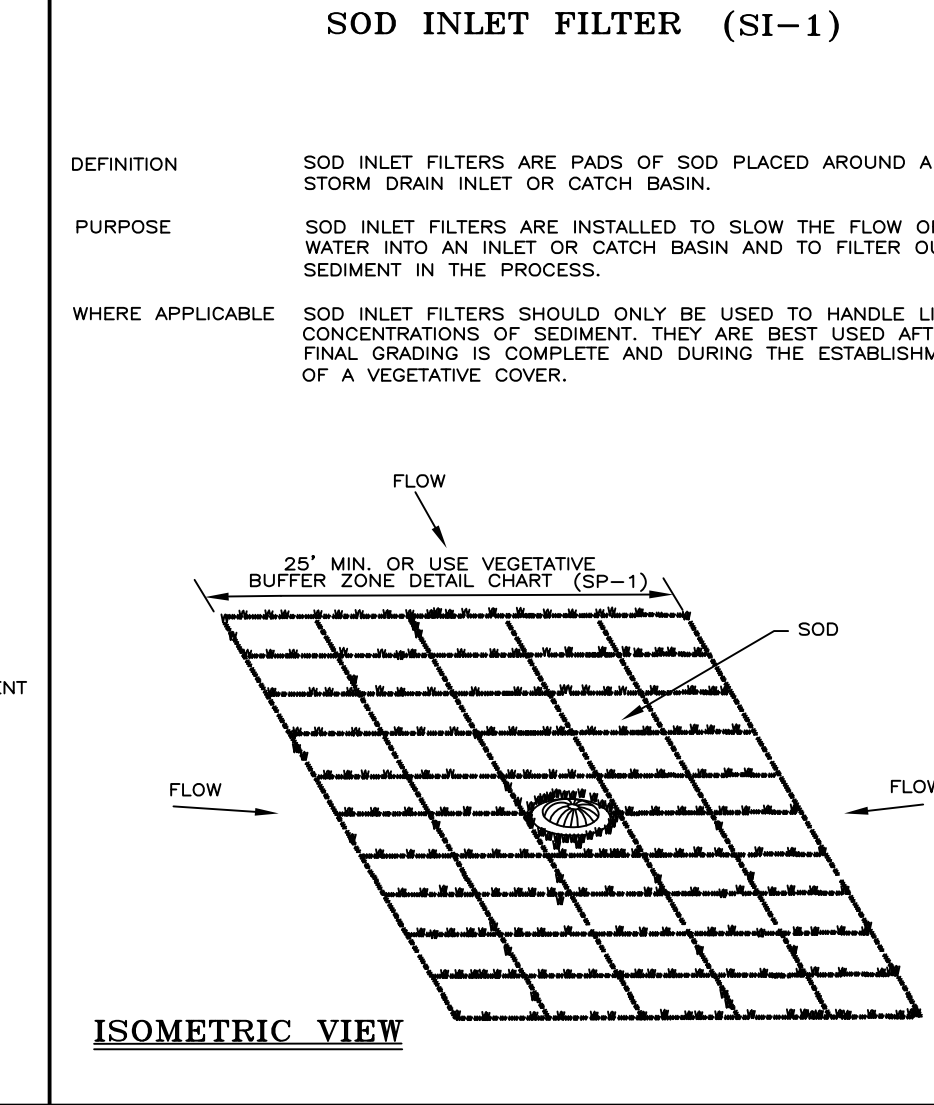 SOD INLET FILTER (SI-1)
DEFINITION SOD INLET FILTERS ARE PADS OF SOD PLACED AROUND A
STORM DRAIN INLET OR CATCH BASIN.
PURPOSE SOD INLET FILTERS ARE INSTALLED TO SLOW THE FLOW
WATER INTO AN INLET OR CATCH BASIN AND TO FILTER
SEDIMENT IN THE PROCESS.
WHERE APPLICABLE SOD INLET FILTERS SHOULD ONLY BE USED TO HANDLE
CONCENTRATIONS OF SEDIMENT. THEY ARE BEST USED
FINAL GRADING IS COMPLETE AND DURING THE
OF A VEGETATIVE COVER.
FLOW
25' MIN. OR USE VEGETATIVE
BUFFER ZONE DETAIL CHART (SP-1)
SOD
FLOW
ISOMETRIC VIEW